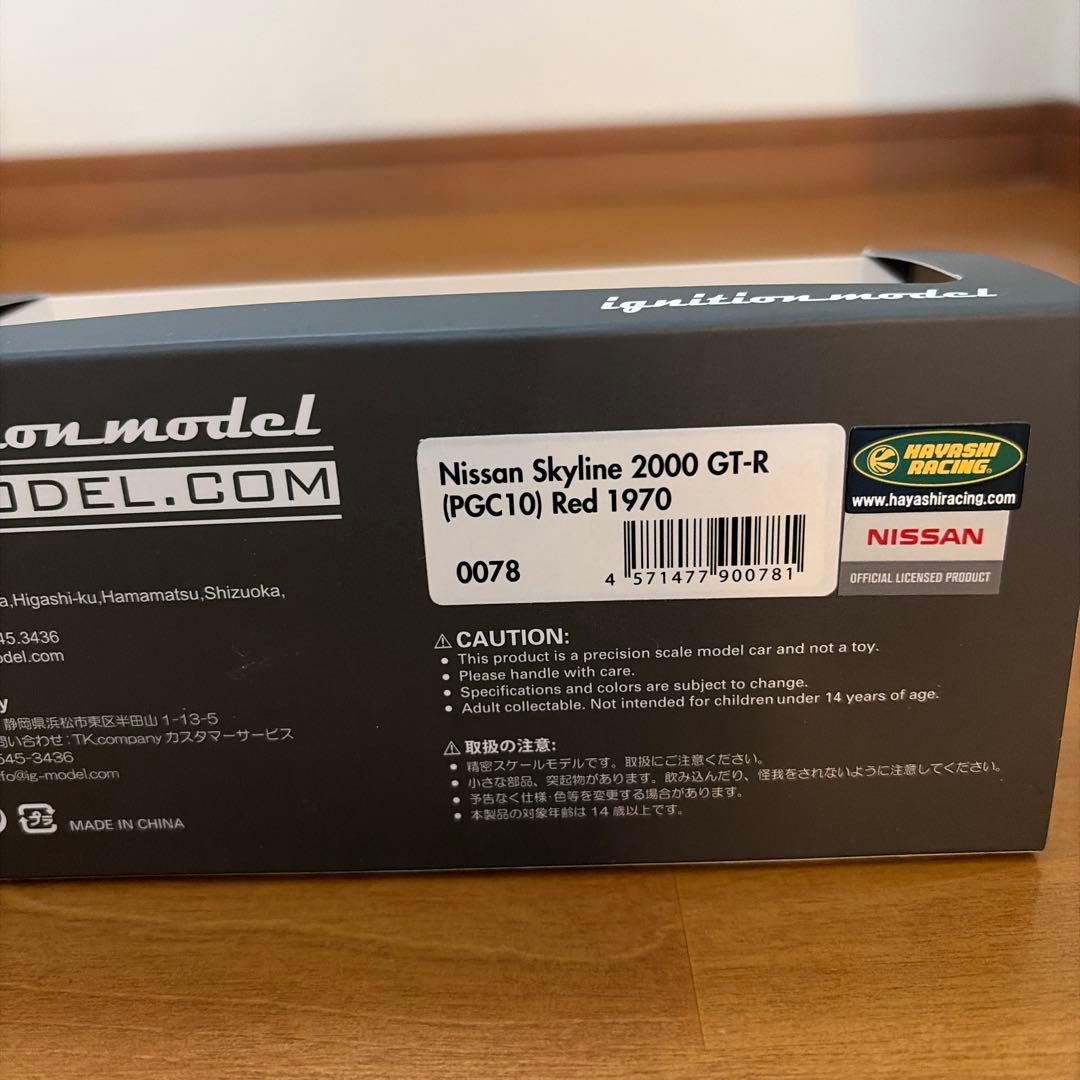 ignition model
on model
ODEL.COM
Nissan Skyline 2000 GT-R
(PGC10) Red 1970
0078
4 571477 900781
HAYASHI
RACING
www.hayashiracing.com
NISSAN
OFFICIAL LICENSED PRODUCT
a,Higashi-ku,Hamamatsu,Shizuoka,
45.3436
odel.com
y
静岡県浜松市東区半田山 1-13-5
問い合わせ : TK.company カスタマーサービス
545-3436
fo@ig-model.com
プラ
MADE IN CHINA
⚠ CAUTION:
• This product is a precision scale model car and not a toy.
• Please handle with care.
• Specifications and colors are subject to change.
• Adult collectable. Not intended for children under 14 years of age.
⚠ 取扱の注意:
• 精密スケールモデルです。取扱にご注意ください。
• 小さな部品、突起物があります。飲み込んだり、怪我をされないように注意してください。
• 予告なく仕様・色等を変更する場合があります。
• 本製品の対象年齢は 14 歳以上です。